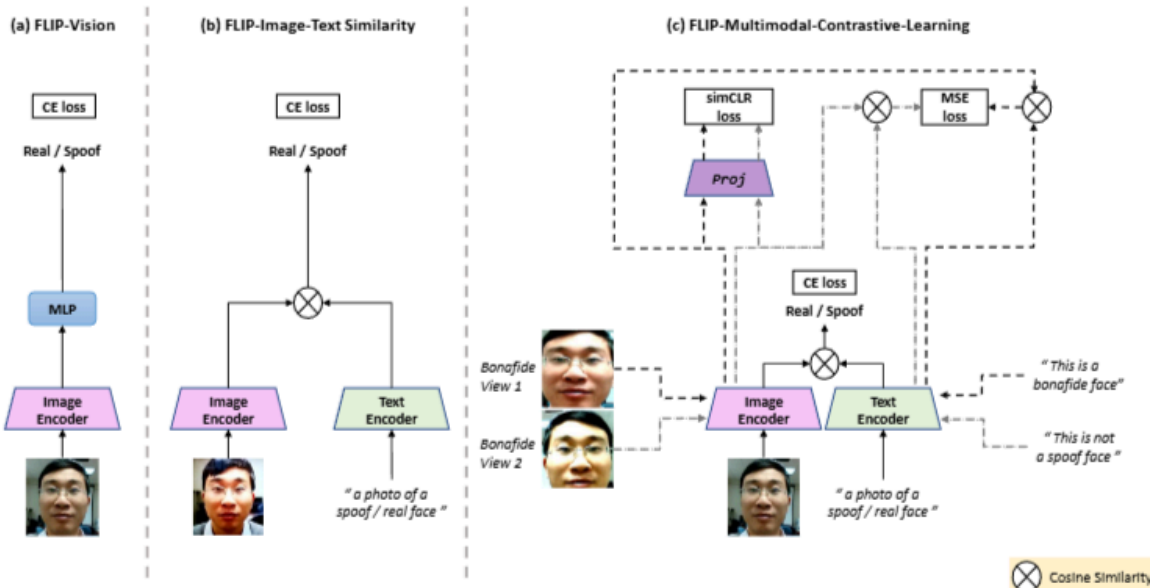 (a) FLIP-Vision
CE loss
Real / Spoof
MLP
Image
Encoder
(b) FLIP-Image-Text Similarity
CE loss
Real / Spoof
Image
Encoder
Text
Encoder
“ a photo of a
spoof / real face ”
(c) FLIP-Multimodal-Contrastive-Learning
simCLR
loss
MSE
loss
Proj
CE loss
Real / Spoof
Bonafide
View 1
Bonafide
View 2
Image
Encoder
Text
Encoder
“ This is a
bonafide face”
“ This is not
a spoof face ”
“ a photo of a
spoof / real face ”
Cosine Similarity